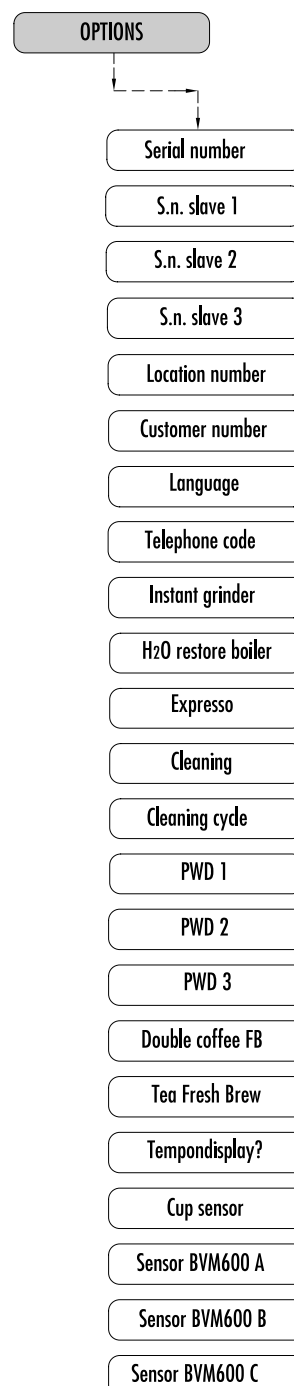 OPTIONS
Serial number
S.n. slave 1
S.n. slave 2
S.n. slave 3
Location number
Customer number
Language
Telephone code
Instant grinder
H2O restore boiler
Expresso
Cleaning
Cleaning cycle
PWD 1
PWD 2
PWD 3
Double coffee FB
Tea Fresh Brew
Tempondisplay?
Cup sensor
Sensor BVM600 A
Sensor BVM600 B
Sensor BVM600 C